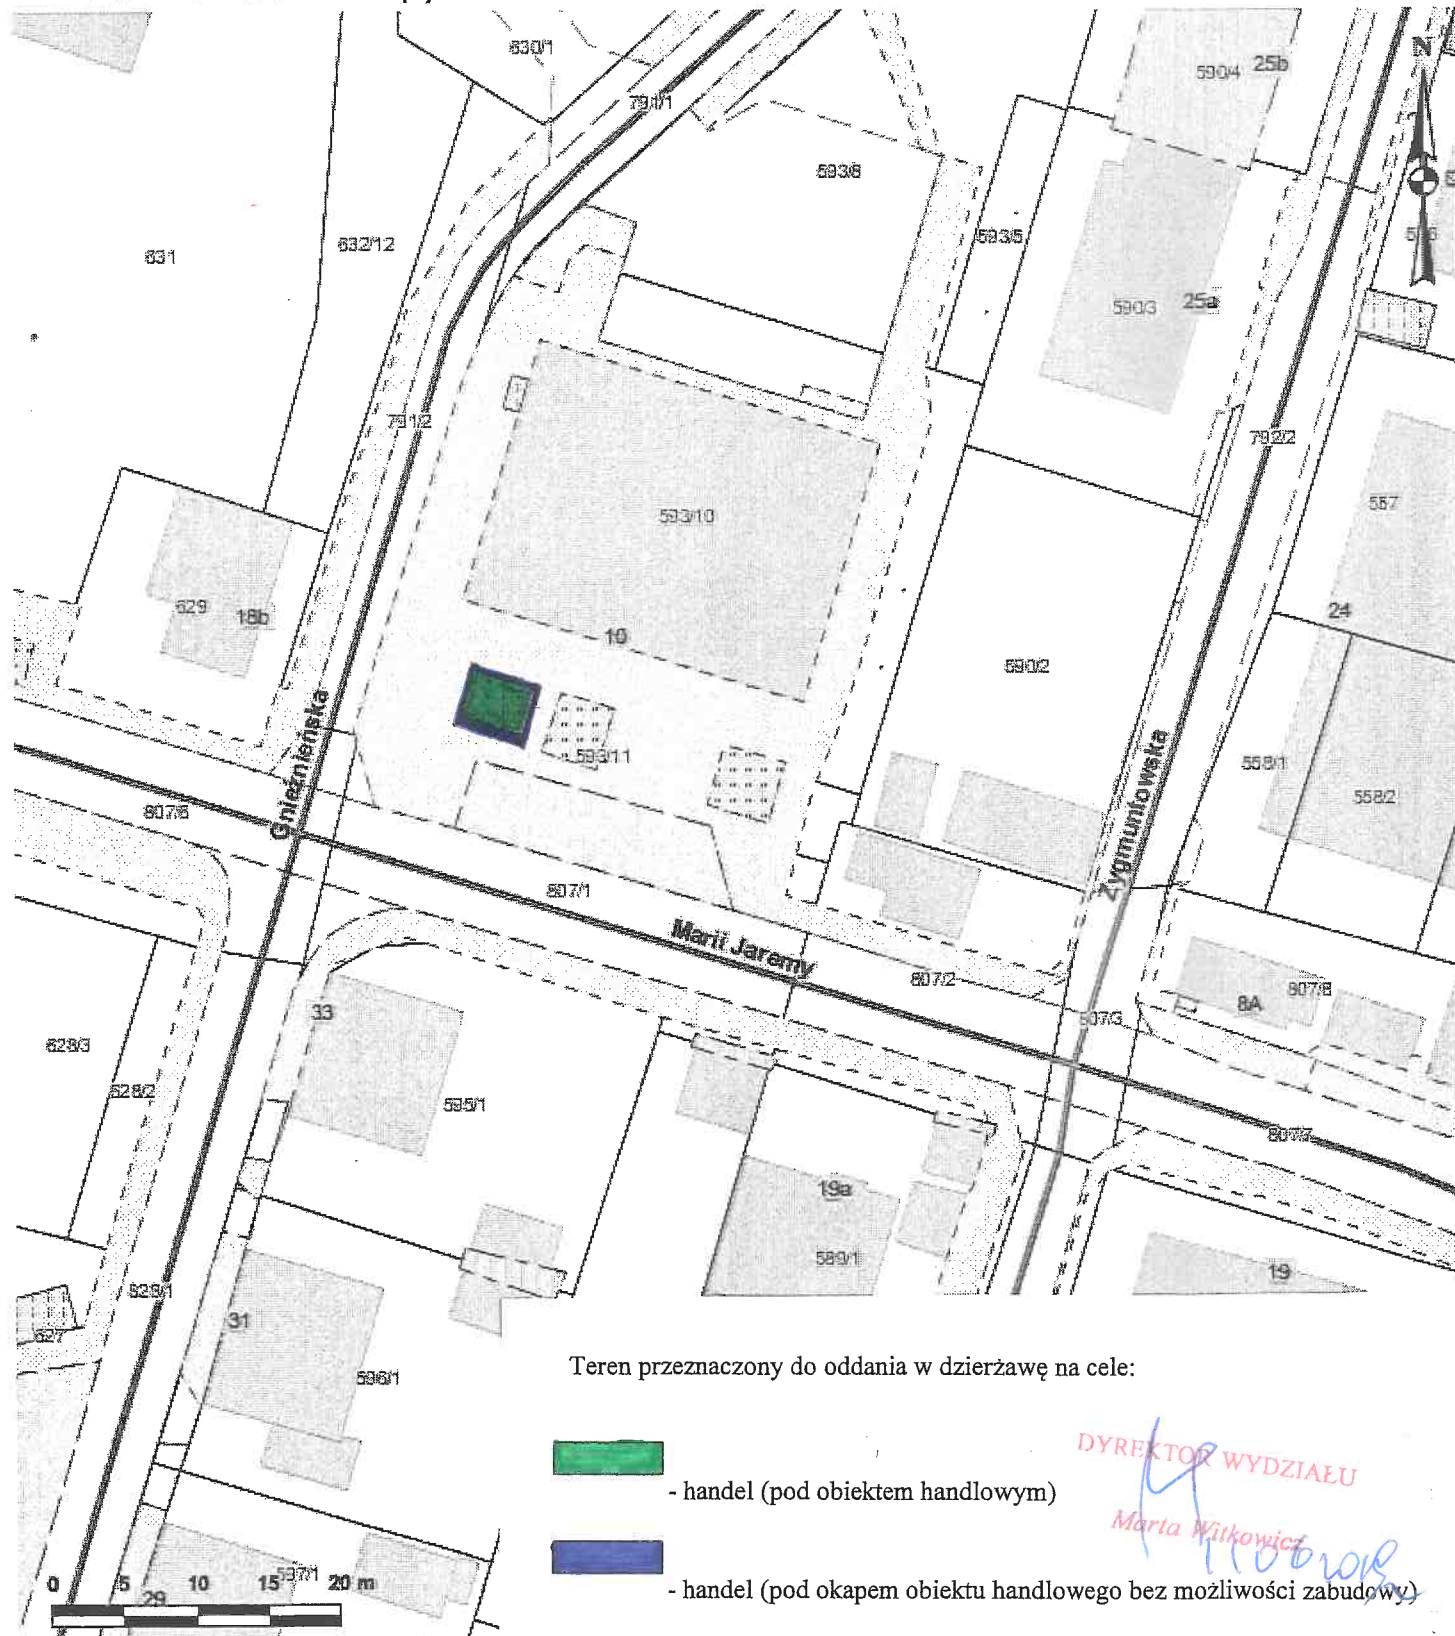 630/1
791/1
590/4
25b
N
593/8
631
632/12
593/5
590/3
25a
791/2
792/2
593/10
557
629
18b
10
24
590/2
593/11
558/1
558/2
Gnieźnieńska
Zygmuntowska
807/1
Marii Jaremy
807/2
807/3
8A
807/8
33
628/3
628/2
595/1
19a
589/1
19
628/1
627
31
596/1
597/1
29
0 5 10 15 20 m
Teren przeznaczony do oddania w dzierżawę na cele:
- handel (pod obiektem handlowym)
DYREKTOR WYDZIAŁU
Marta Witkowicz
- handel (pod okapem obiektu handlowego bez możliwości zabudowy)